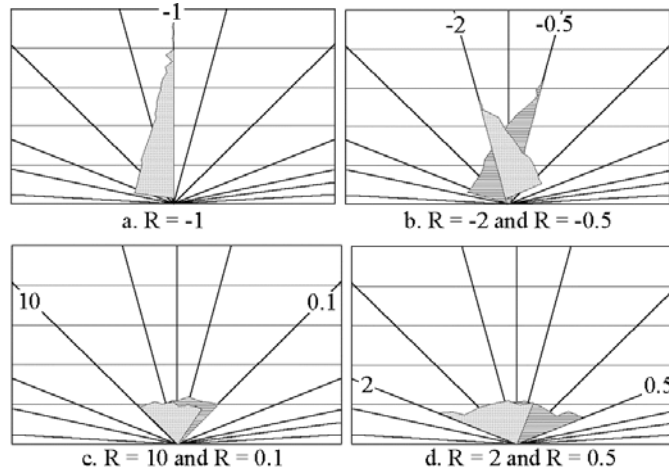 -1
-2 -0.5
a. R = -1
b. R = -2 and R = -0.5
10 0.1
2 0.5
c. R = 10 and R = 0.1
d. R = 2 and R = 0.5